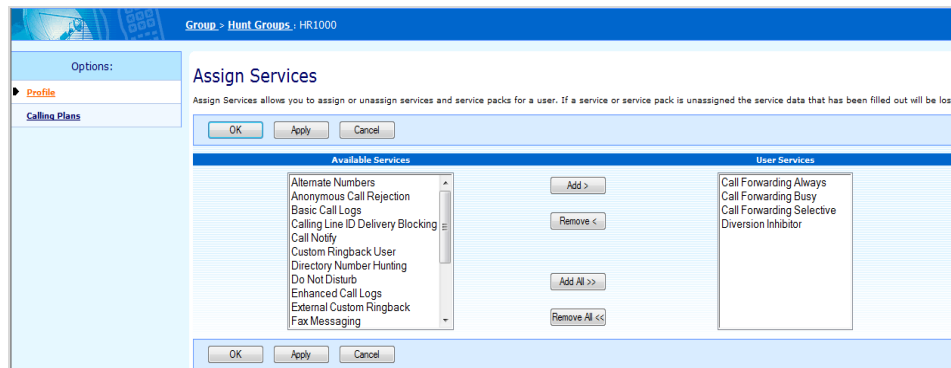 Group > Hunt Groups : HR1000
Options:
Profile
Calling Plans
Assign Services
Assign Services allows you to assign or unassign services and service packs for a user. If a service or service pack is unassigned the service data that has been filled out will be los
OK Apply Cancel
Available Services
User Services
Alternate Numbers
Anonymous Call Rejection
Basic Call Logs
Calling Line ID Delivery Blocking
Call Notify
Custom Ringback User
Directory Number Hunting
Do Not Disturb
Enhanced Call Logs
External Custom Ringback
Fax Messaging
Add >
Remove <
Add All >>
Remove All <<
Call Forwarding Always
Call Forwarding Busy
Call Forwarding Selective
Diversion Inhibitor
OK Apply Cancel